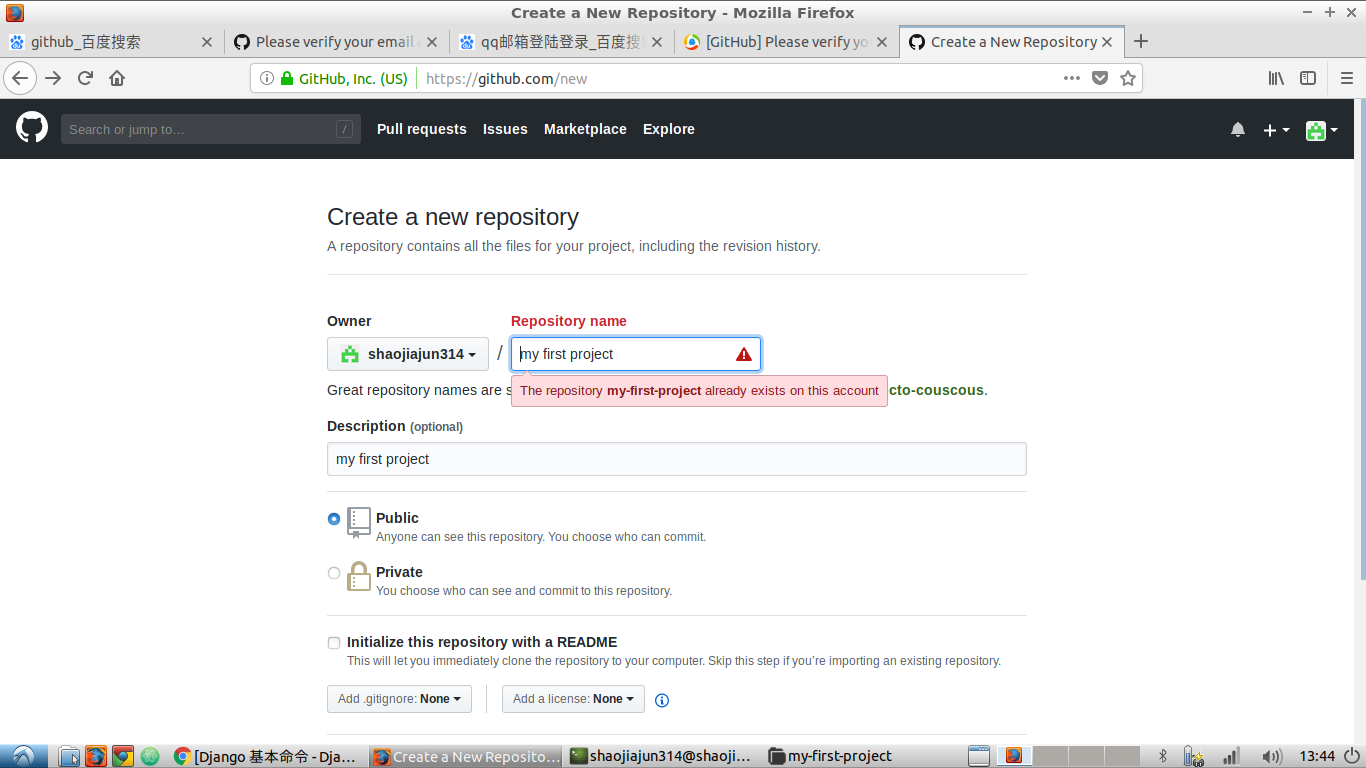 Create a New Repository - Mozilla Firefox
github_百度搜索
Please verify your email
qq邮箱登陆登录_百度搜
[GitHub] Please verify yo
Create a New Repository
GitHub, Inc. (US)
https://github.com/new
Search or jump to…
/
Pull requests
Issues
Marketplace
Explore
Create a new repository
A repository contains all the files for your project, including the revision history.
Owner
Repository name
shaojiajun314
/
my first project
Great repository names are s
The repository my-first-project already exists on this account
cto-couscous.
Description (optional)
my first project
Public
Anyone can see this repository. You choose who can commit.
Private
You choose who can see and commit to this repository.
Initialize this repository with a README
This will let you immediately clone the repository to your computer. Skip this step if you’re importing an existing repository.
Add .gitignore: None
Add a license: None
[Django 基本命令 - Dja…
Create a New Reposito…
shaojiajun314@shaoji…
my-first-project
13:44